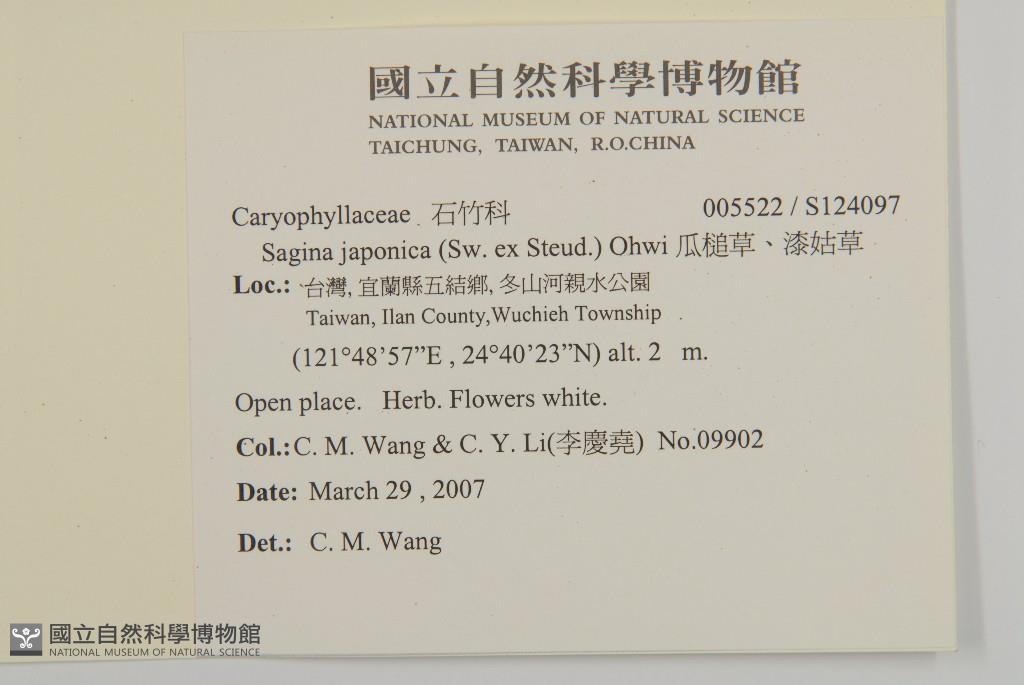 國立自然科學博物館
NATIONAL MUSEUM OF NATURAL SCIENCE
TAICHUNG, TAIWAN, R.O.CHINA
Caryophyllaceae 石竹科 005522 / S124097
Sagina japonica (Sw. ex Steud.) Ohwi 瓜槌草、漆姑草
Loc.: 台灣, 宜蘭縣五結鄉, 冬山河親水公園
Taiwan, Ilan County,Wuchieh Township
(121°48’57”E , 24°40’23”N) alt. 2 m.
Open place. Herb. Flowers white.
Col.:C. M. Wang & C. Y. Li(李慶堯) No.09902
Date: March 29 , 2007
Det.: C. M. Wang
國立自然科學博物館
NATIONAL MUSEUM OF NATURAL SCIENCE